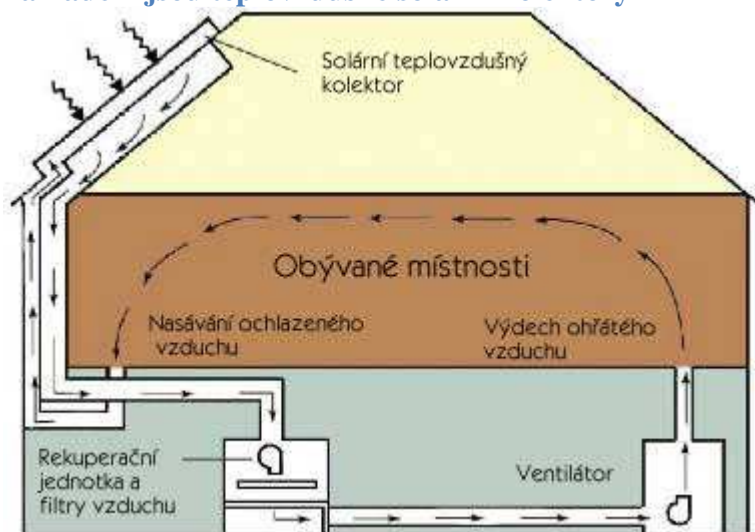 Solární teplovzdušný
kolektor
Obývané místnosti
Nasávání ochlazeného
vzduchu
Výdech ohřátého
vzduchu
Rekuperační
jednotka a
filtry vzduchu
Ventilátor